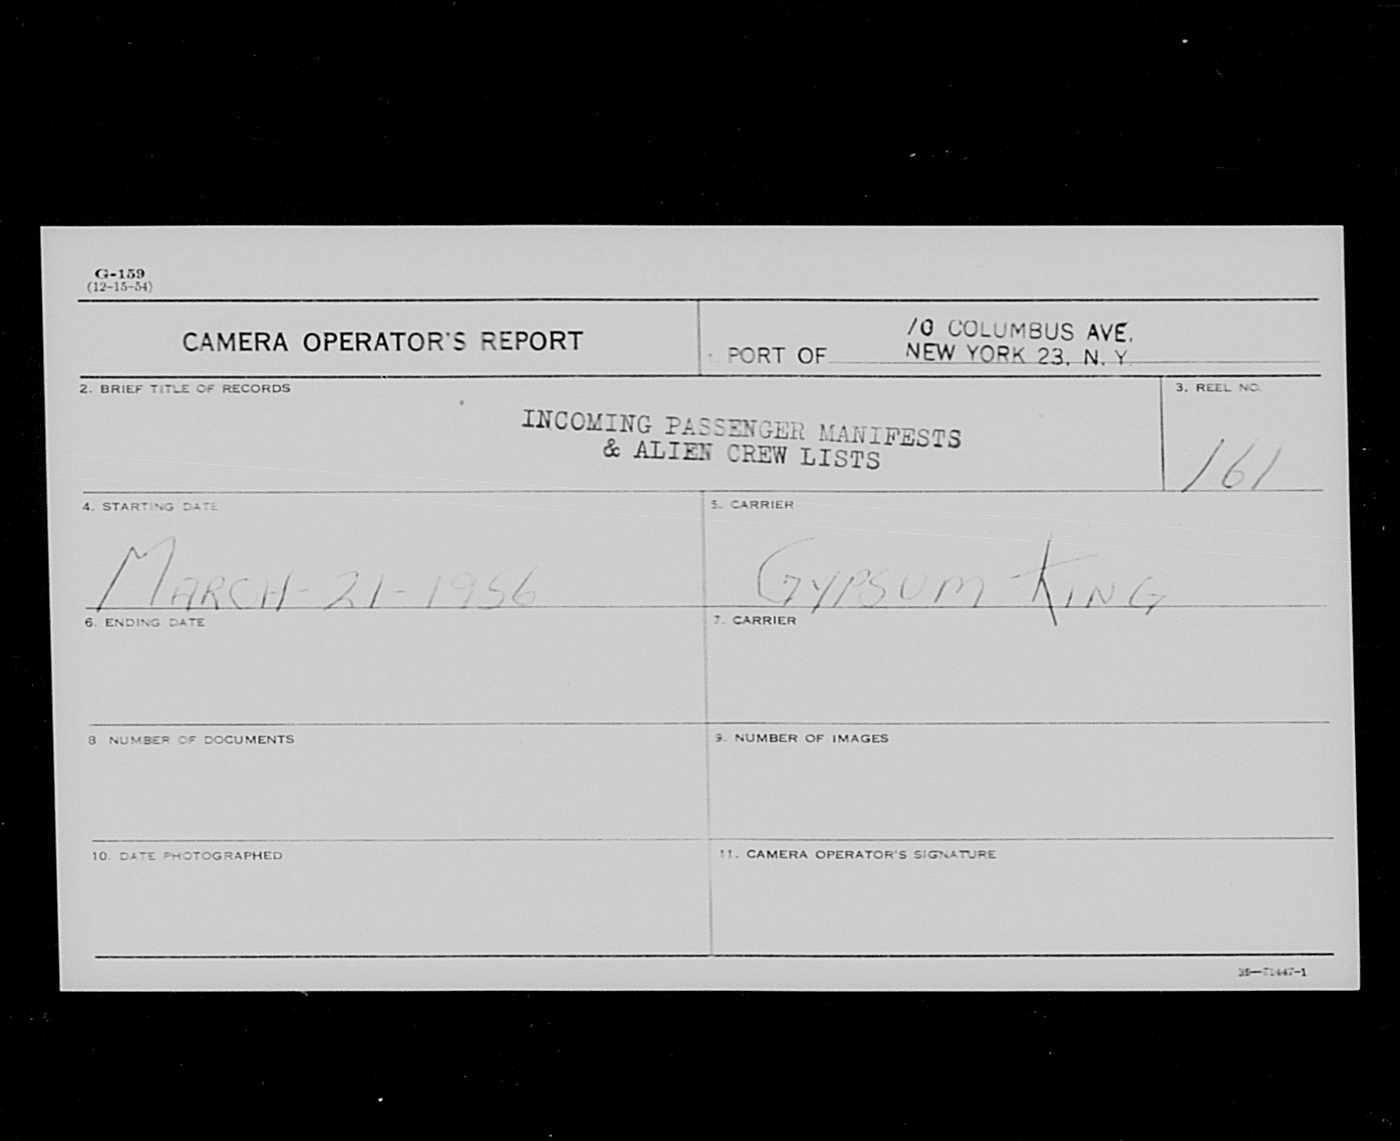 G-159
(12-15-54)
CAMERA OPERATOR'S REPORT
PORT OF
10 COLUMBUS AVE.
NEW YORK 23, N. Y.
2. BRIEF TITLE OF RECORDS
INCOMING PASSENGER MANIFESTS
& ALIEN CREW LISTS
3. REEL NO.
161
4. STARTING DATE
MARCH-21-1956
5. CARRIER
GYPSUM KING
6. ENDING DATE
7. CARRIER
8 NUMBER OF DOCUMENTS
9. NUMBER OF IMAGES
10. DATE PHOTOGRAPHED
11. CAMERA OPERATOR'S SIGNATURE